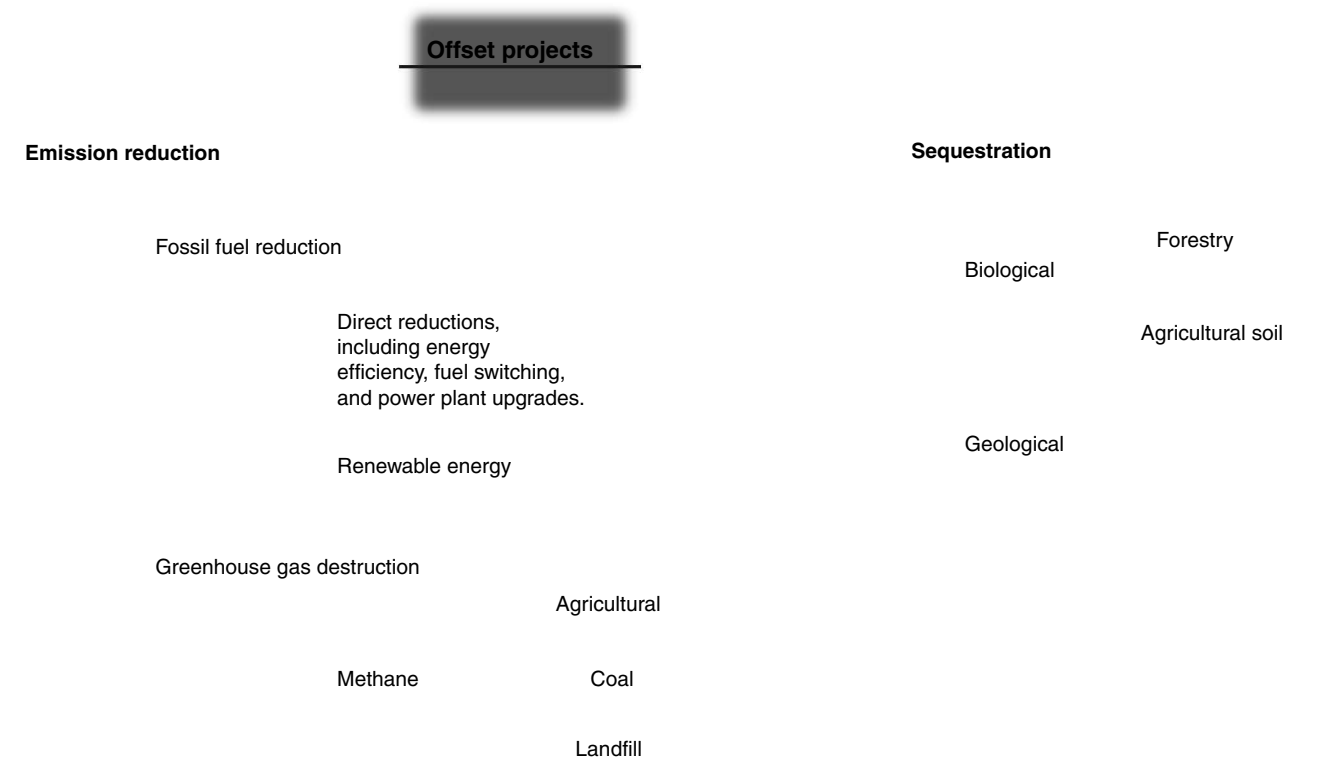 Offset projects
Emission reduction
Fossil fuel reduction
Direct reductions,
including energy
efficiency, fuel switching,
and power plant upgrades.
Renewable energy
Greenhouse gas destruction
Methane
Agricultural
Coal
Landfill
Sequestration
Biological
Forestry
Agricultural soil
Geological